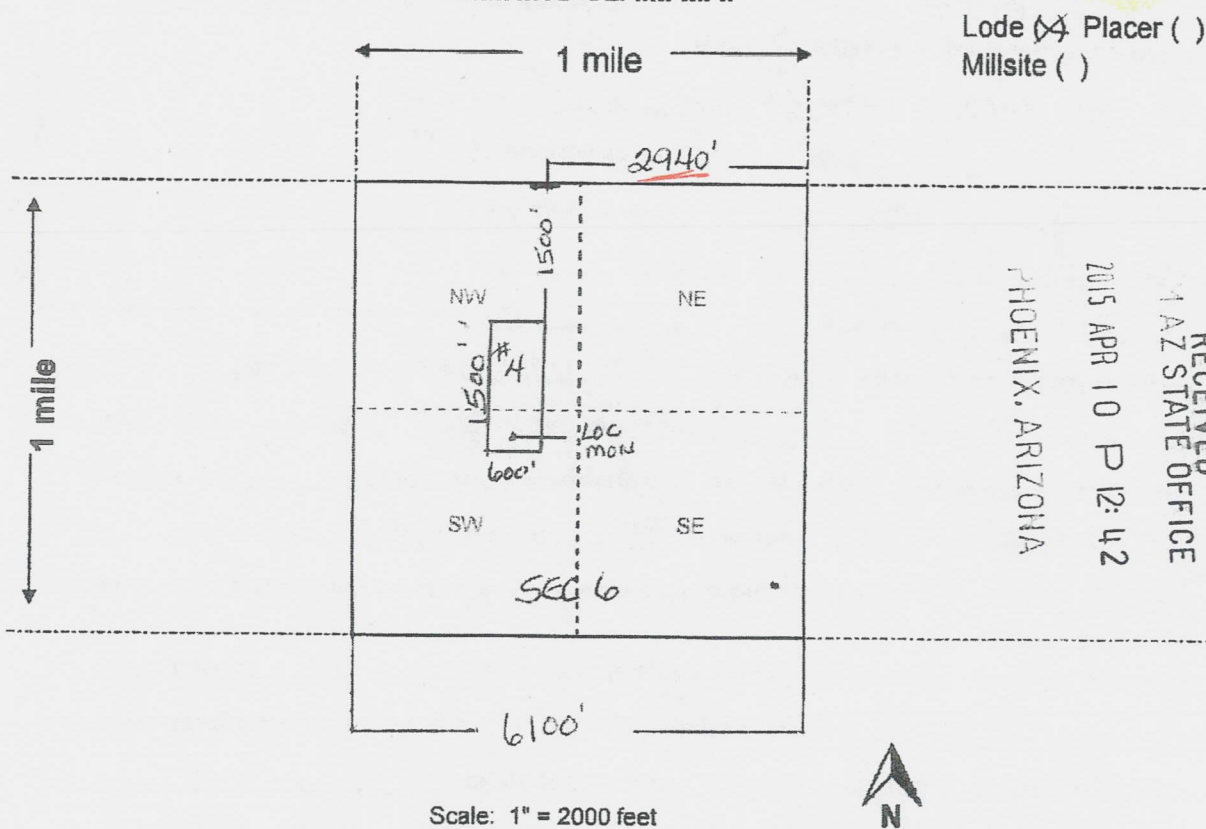 Lode (X) Placer ( )
Millsite ( )
1 mile
2940'
1 mile
1500'
NW
NE
1500'
#4
LOC
MON
600'
SW
SE
SEC 6
6100'
Scale: 1" = 2000 feet
N
RECEIVED
AZ STATE OFFICE
2015 APR 10 P 12:42
PHOENIX, ARIZONA